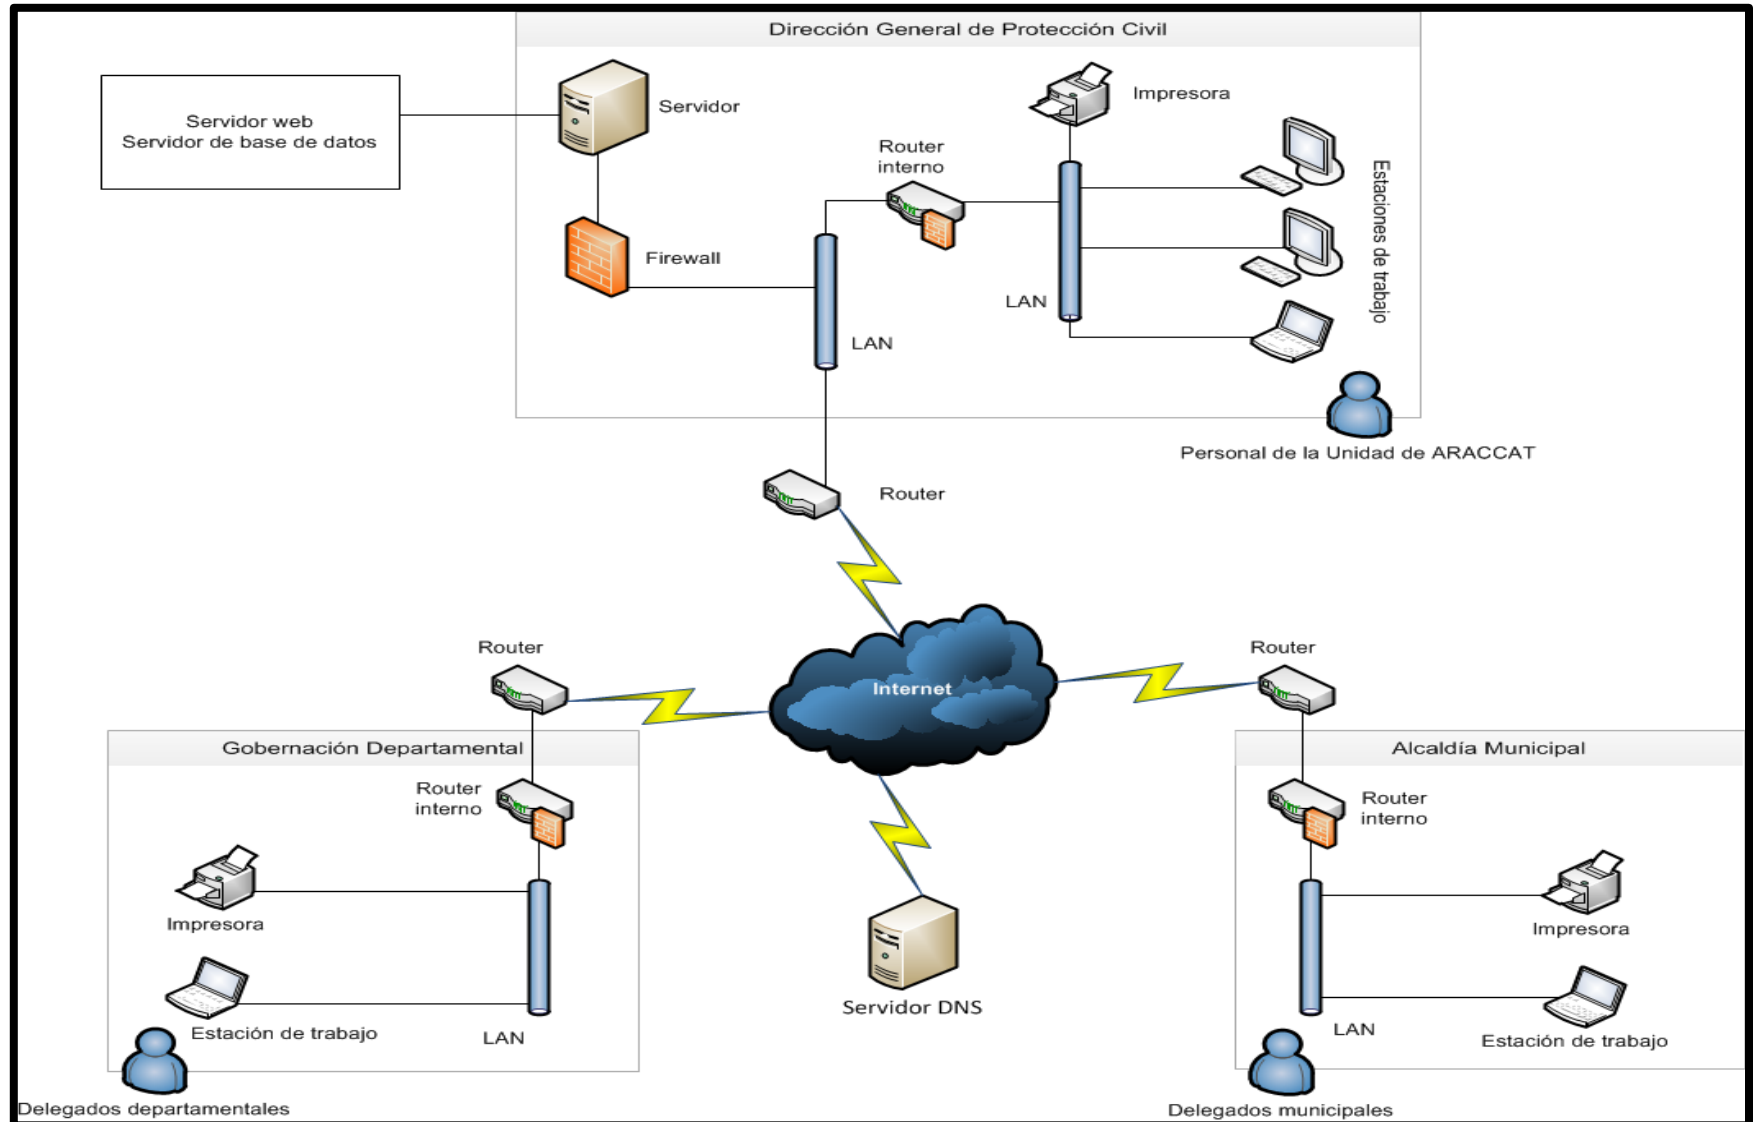 Dirección General de Protección Civil
Servidor web
Servidor de base de datos
Servidor
Impresora
Router
interno
Estaciones de trabajo
Firewall
LAN
LAN
Personal de la Unidad de ARACCAT
Router
Router
Internet
Router
Gobernación Departamental
Alcaldía Municipal
Router
interno
Router
interno
Impresora
Impresora
Servidor DNS
Estación de trabajo
LAN
LAN
Estación de trabajo
Delegados departamentales
Delegados municipales